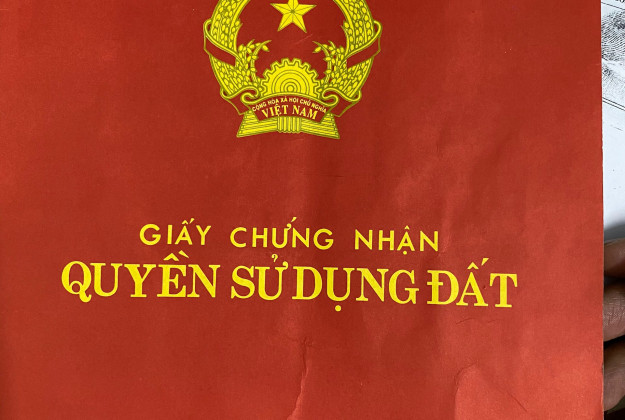 CỘNG HÒA XÃ HỘI CHỦ NGHĨA
VIỆT NAM
GIẤY CHỨNG NHẬN
QUYỀN SỬ DỤNG ĐẤT